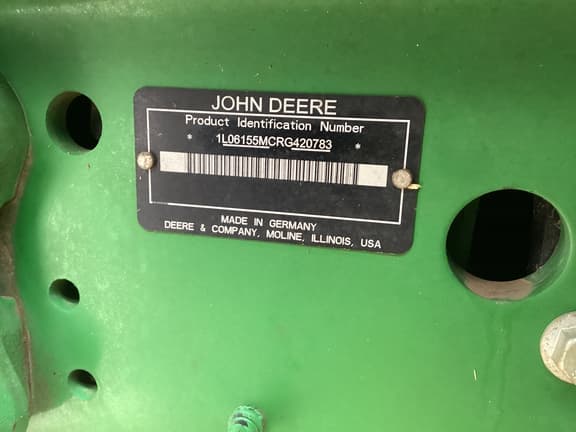 JOHN DEERE
Product Identification Number
* 1L06155MCRG420783 *
MADE IN GERMANY
DEERE & COMPANY, MOLINE, ILLINOIS, USA